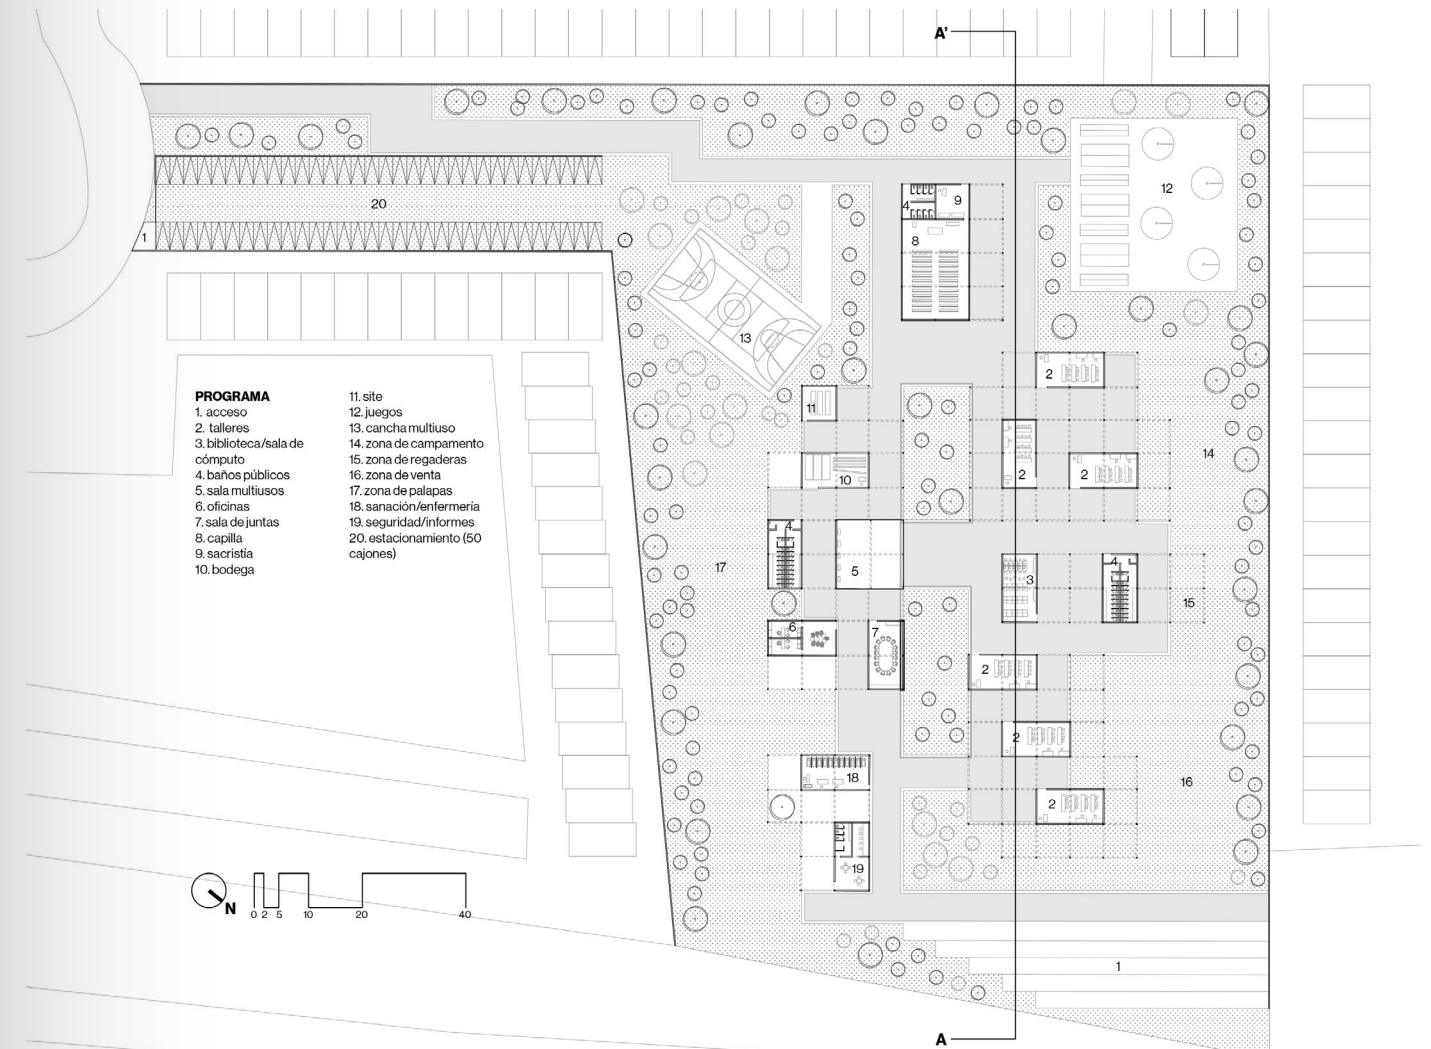 A'
12
4
9
20
8
1
13
2
11
14
2
2
10
4
17
5
4
3
15
6
7
2
2
18
16
2
19
1
A
PROGRAMA
1. acceso
2. talleres
3. biblioteca/sala de
cómputo
4. baños públicos
5. sala multiusos
6. oficinas
7. sala de juntas
8. capilla
9. sacristía
10. bodega
11. site
12. juegos
13. cancha multiuso
14. zona de campamento
15. zona de regaderas
16. zona de venta
17. zona de palapas
18. sanación/enfermería
19. seguridad/informes
20. estacionamiento (50
cajones)
N
0 2 5 10 20 40